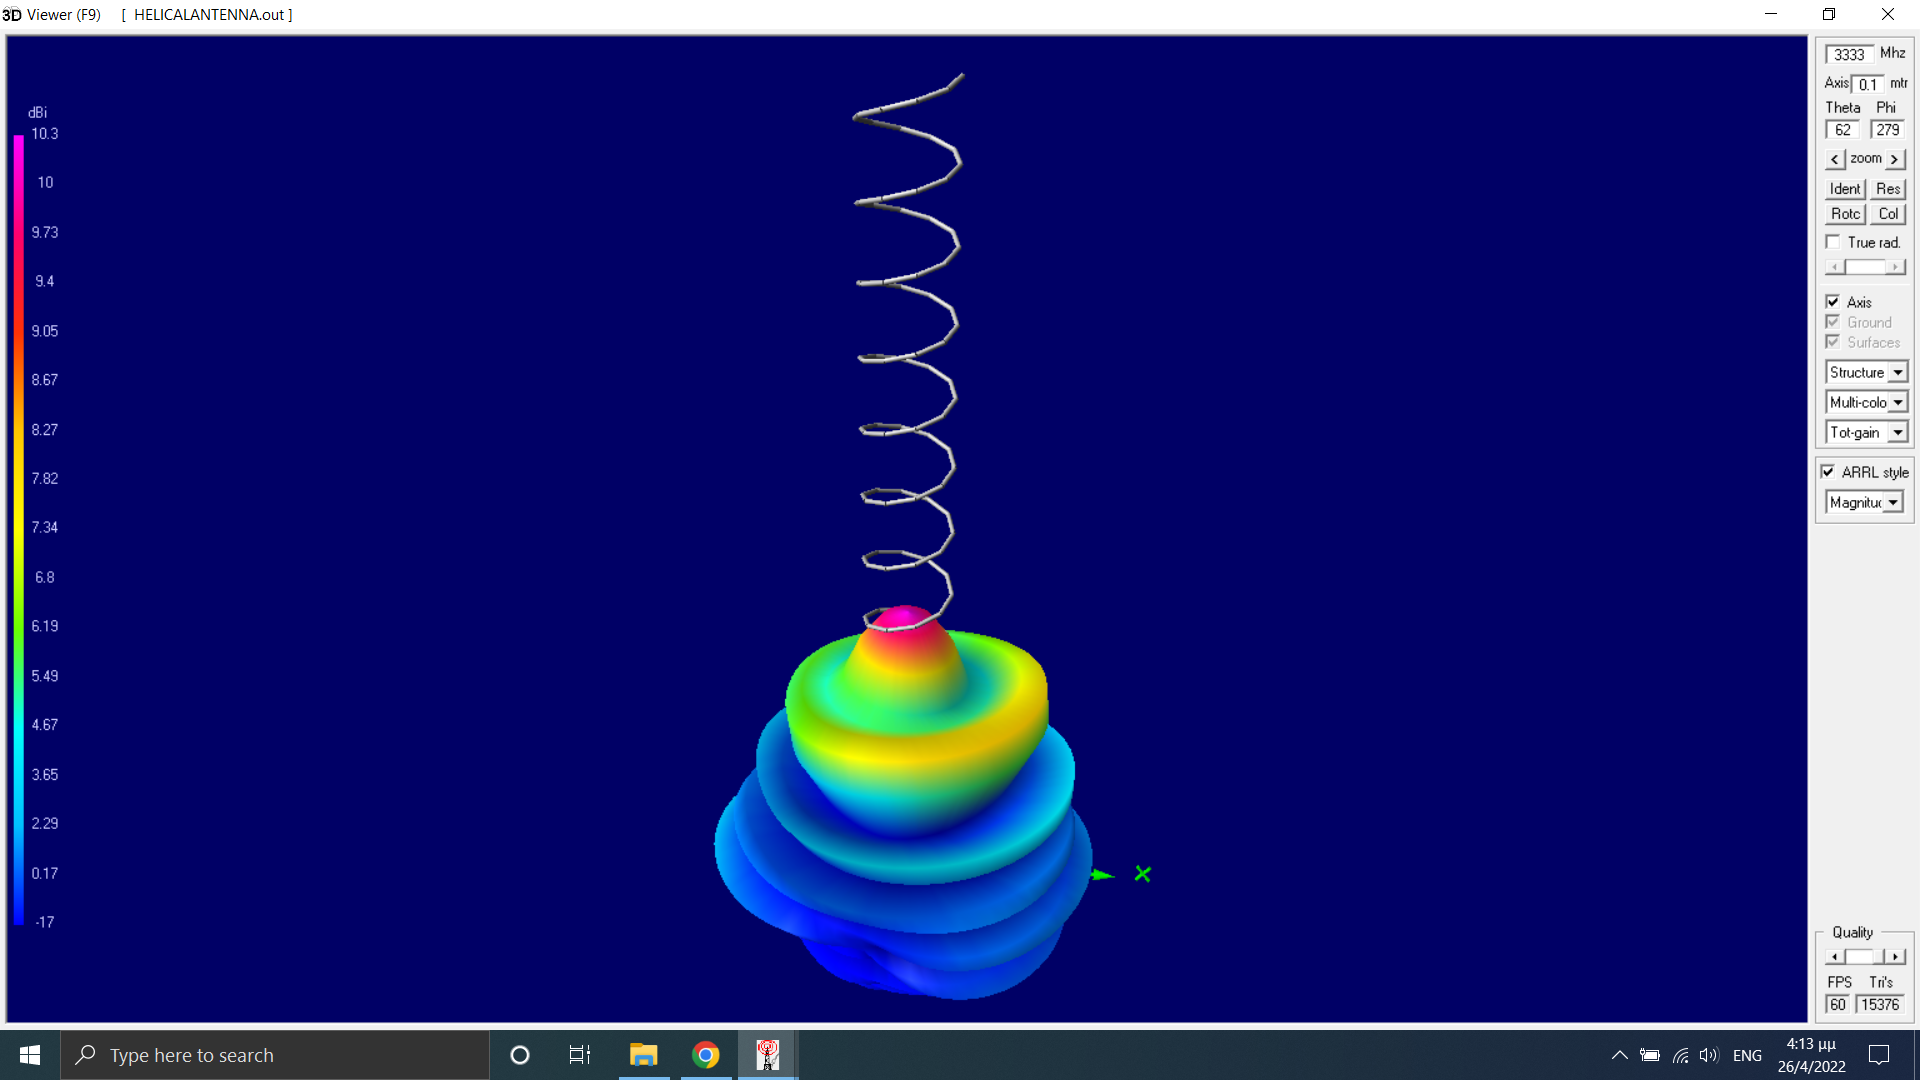 3D Viewer (F9) [ HELICALANTENNA.out ]
dBi
10.3
10
9.73
9.4
9.05
8.67
8.27
7.82
7.34
6.8
6.19
5.49
4.67
3.65
2.29
0.17
-17
X
3333 Mhz
Axis 0.1 mtr
Theta Phi
62 279
< zoom >
Ident Res
Rotc Col
True rad.
Axis
Ground
Surfaces
Structure
Multi-colo
Tot-gain
ARRL style
Magnituc
Quality
FPS Tri's
60 15376
Type here to search
ENG
4:13 μμ
26/4/2022